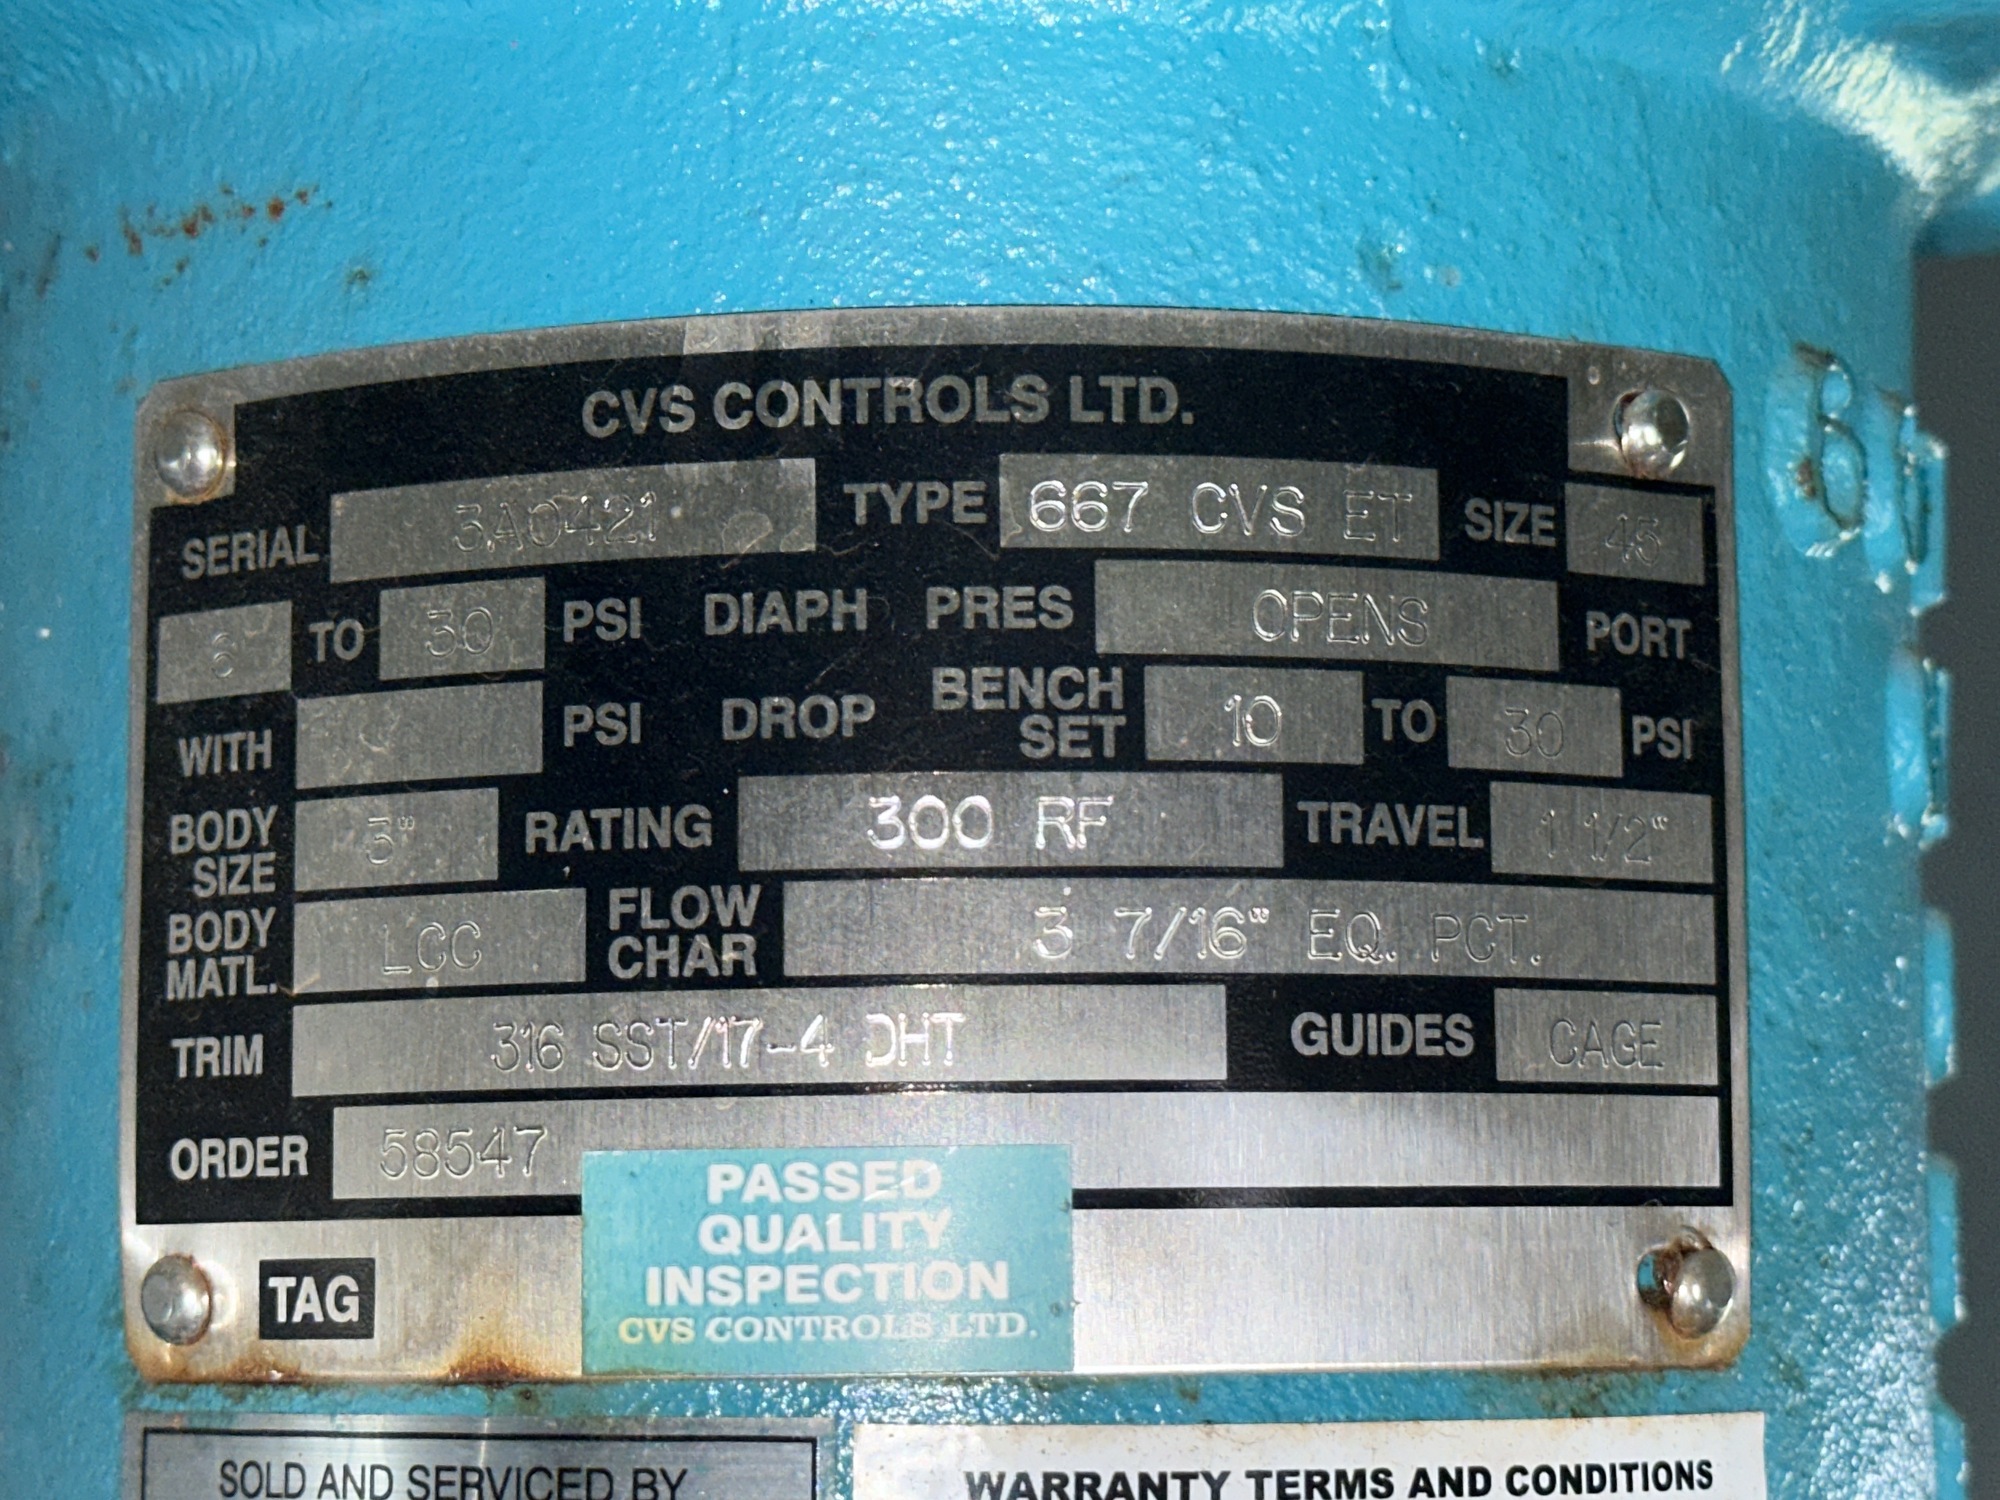 CVS CONTROLS LTD.
SERIAL 3A0421 TYPE 667 CVS ET SIZE 45
6 TO 30 PSI DIAPH PRES OPENS PORT
WITH PSI DROP BENCH SET 10 TO 30 PSI
BODY SIZE 3" RATING 300 RF TRAVEL 1 1/2"
BODY MATL. LCC FLOW CHAR 3 7/16" EQ. PCT.
TRIM 316 SST/17-4 DHT GUIDES CAGE
ORDER 58547
PASSED
QUALITY
INSPECTION
CVS CONTROLS LTD.
TAG
SOLD AND SERVICED BY
WARRANTY TERMS AND CONDITIONS